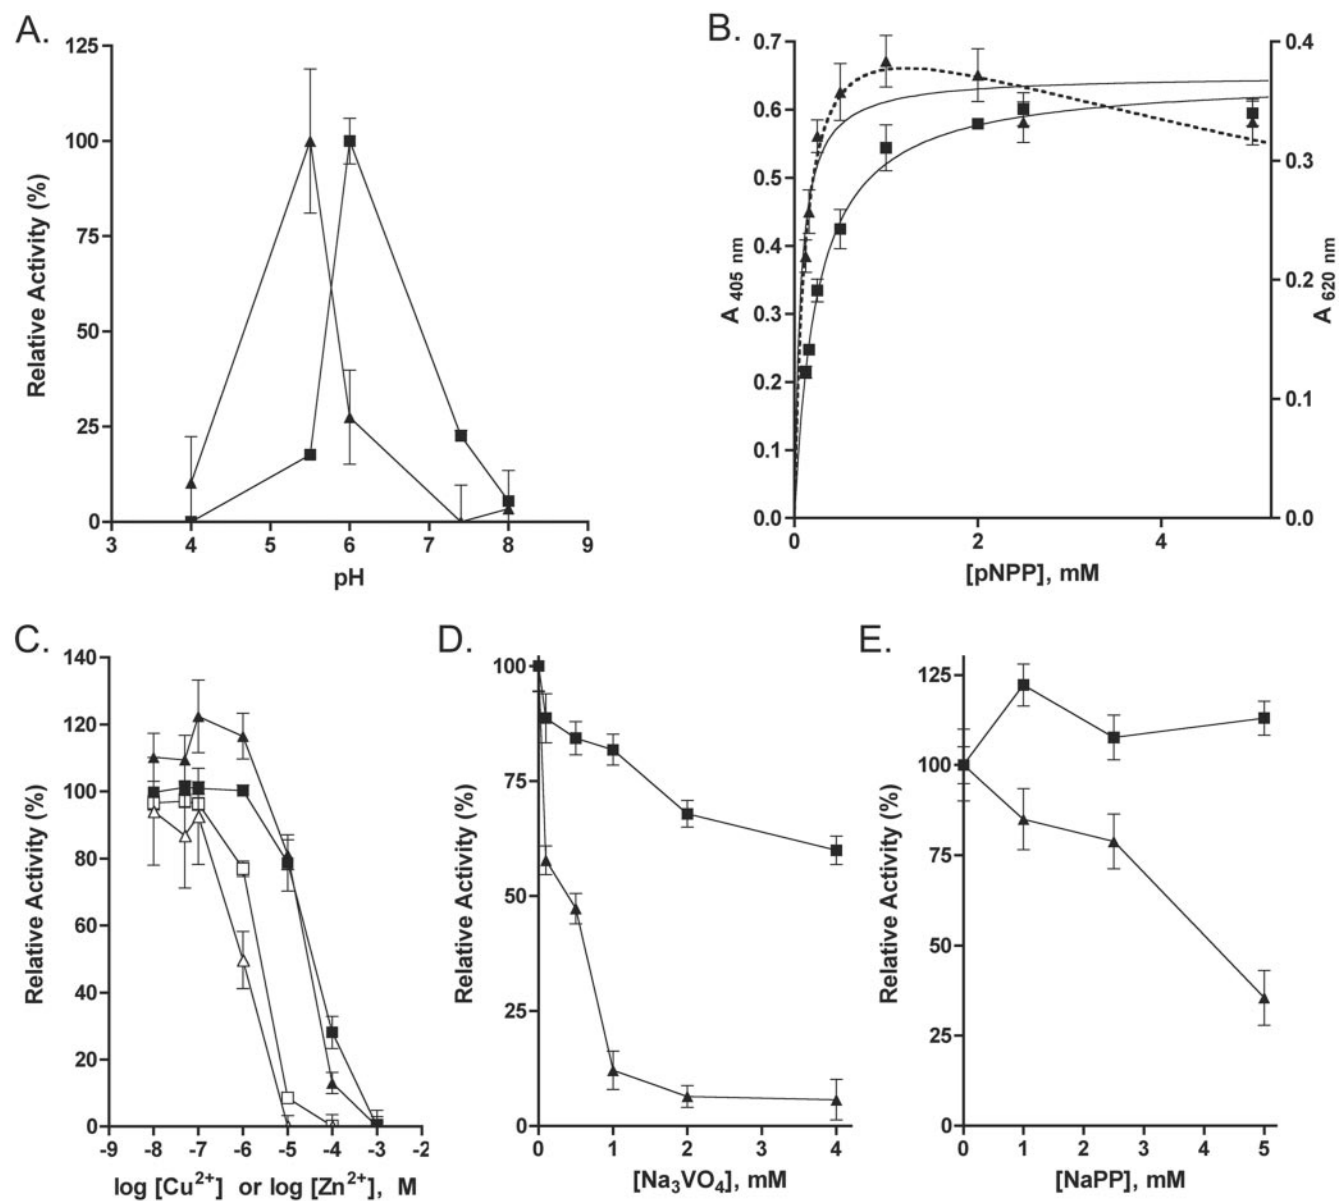 A.
125
100
75
50
25
0
Relative Activity (%)
3 4 5 6 7 8 9
pH
B.
0.7
0.6
0.5
0.4
0.3
0.2
0.1
0.0
A 405 nm
0.4
0.3
0.2
0.1
0.0
A 620 nm
0 2 4
[pNPP], mM
C.
140
120
100
80
60
40
20
0
Relative Activity (%)
-9 -8 -7 -6 -5 -4 -3 -2
log [Cu²⁺] or log [Zn²⁺], M
D.
100
75
50
25
0
Relative Activity (%)
0 1 2 3 4
[Na₃VO₄], mM
E.
125
100
75
50
25
0
Relative Activity (%)
0 1 2 3 4 5
[NaPP], mM